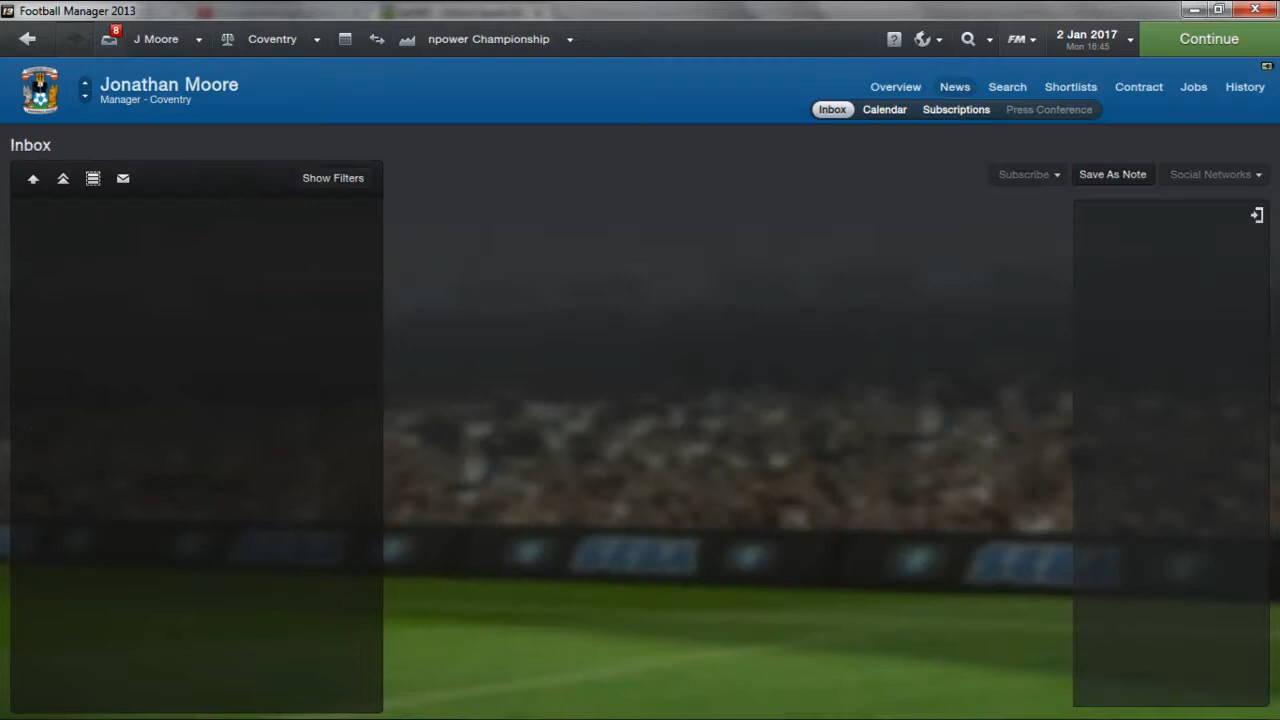 Football Manager 2013
8
J Moore
Coventry
npower Championship
?
FM
2 Jan 2017
Mon 16:45
Continue
Jonathan Moore
Manager - Coventry
Overview
News
Search
Shortlists
Contract
Jobs
History
Inbox
Calendar
Subscriptions
Press Conference
Inbox
Show Filters
Subscribe
Save As Note
Social Networks
SEGA
SEGA